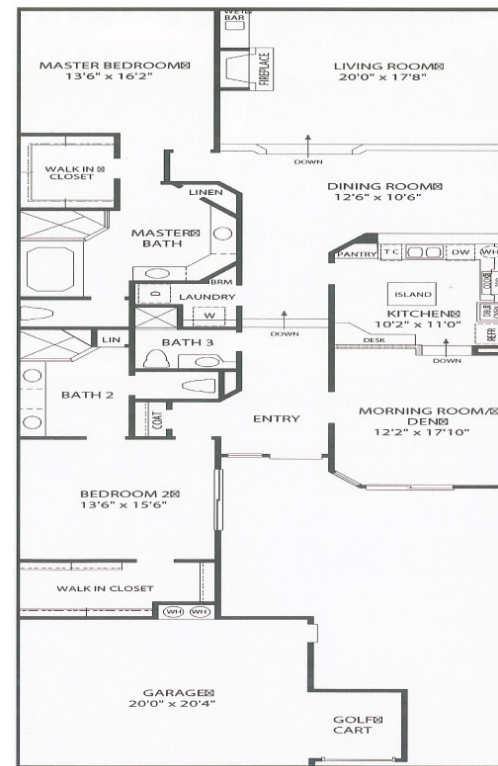 WET
BAR
MASTER BEDROOM
13'6" x 16'2"
FIREPLACE
LIVING ROOM
20'0" x 17'8"
DOWN
WALK IN
CLOSET
LINEN
DINING ROOM
12'6" x 10'6"
MASTER
BATH
PANTRY
T C
DW
WH
BRM
LAUNDRY
D
W
ISLAND
COOK
KITCHEN
10'2" x 11'0"
REFR
DOWN
DESK
DOWN
LIN
BATH 3
BATH 2
COAT
ENTRY
MORNING ROOM/
DEN
12'2" x 17'10"
BEDROOM 2
13'6" x 15'6"
WALK IN CLOSET
WH WH
GARAGE
20'0" x 20'4"
GOLF
CART